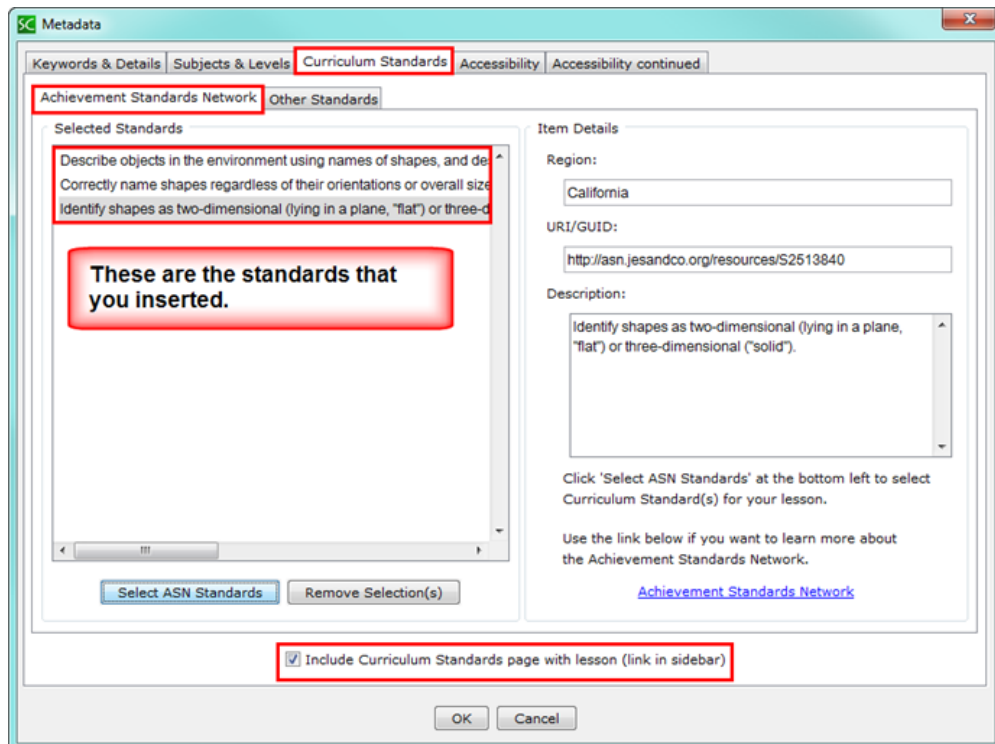 SC Metadata
Keywords & Details Subjects & Levels Curriculum Standards Accessibility Accessibility continued
Achievement Standards Network Other Standards
Selected Standards
Describe objects in the environment using names of shapes, and des
Correctly name shapes regardless of their orientations or overall size
Identify shapes as two-dimensional (lying in a plane, "flat") or three-d
These are the standards that
you inserted.
Select ASN Standards Remove Selection(s)
Item Details
Region:
California
URI/GUID:
http://asn.jesandco.org/resources/S2513840
Description:
Identify shapes as two-dimensional (lying in a plane,
"flat") or three-dimensional ("solid").
Click 'Select ASN Standards' at the bottom left to select
Curriculum Standard(s) for your lesson.
Use the link below if you want to learn more about
the Achievement Standards Network.
Achievement Standards Network
Include Curriculum Standards page with lesson (link in sidebar)
OK Cancel